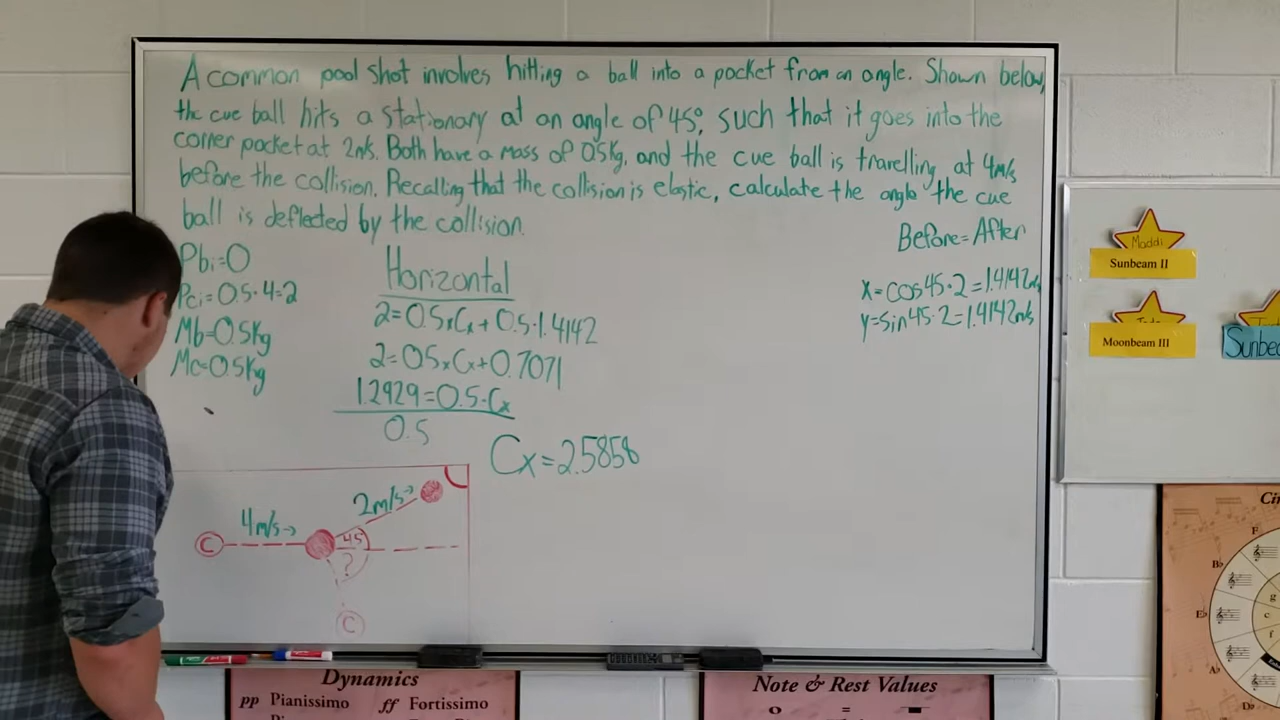 A common pool shot involves hitting a ball into a pocket from an angle. Shown below,
the cue ball hits a stationary at an angle of 45°, such that it goes into the
corner pocket at 2m/s. Both have a mass of 0.5Kg, and the cue ball is travelling at 4m/s
before the collision. Recalling that the collision is elastic, calculate the angle the cue
ball is deflected by the collision.
Before=After
Pbi=0
Pci=0.5·4=2
Mb=0.5Kg
Mc=0.5Kg
Horizontal
2=0.5×Cx+0.5·1.4142
2=0.5×Cx+0.7071
1.2929=0.5·Cx
0.5
Cx=2.5858
x=cos45·2=1.4142m/s
y=sin45·2=1.4142m/s
4m/s→
2m/s→
C
45
?
C
Maddi
Sunbeam II
Moonbeam III
Sunbea
Dynamics
pp Pianissimo
ff Fortissimo
Note & Rest Values
Cir
F
B♭
E♭
A♭
D♭